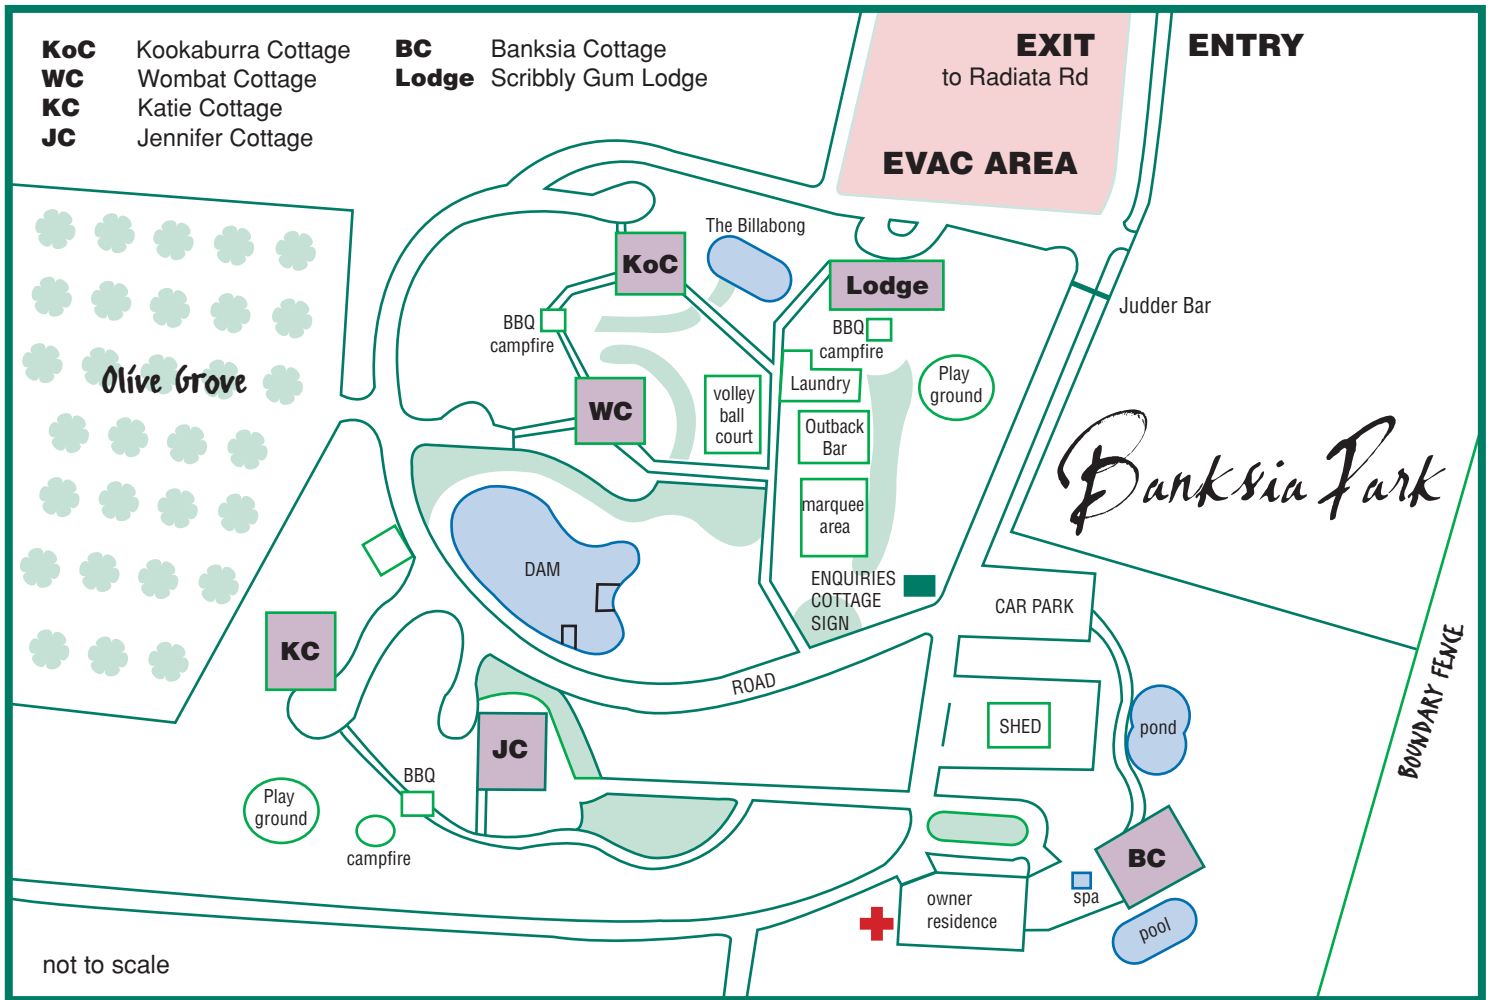 KoC Kookaburra Cottage
WC Wombat Cottage
KC Katie Cottage
JC Jennifer Cottage
BC Banksia Cottage
Lodge Scribbly Gum Lodge
EXIT
to Radiata Rd
ENTRY
EVAC AREA
The Billabong
KoC
Lodge
Judder Bar
BBQ
campfire
BBQ
campfire
Olive Grove
WC
volley
ball
court
Laundry
Play
ground
Outback
Bar
Banksia Park
marquee
area
DAM
ENQUIRIES
COTTAGE
SIGN
CAR PARK
KC
ROAD
BOUNDARY FENCE
JC
SHED
pond
BBQ
Play
ground
campfire
BC
spa
owner
residence
pool
not to scale